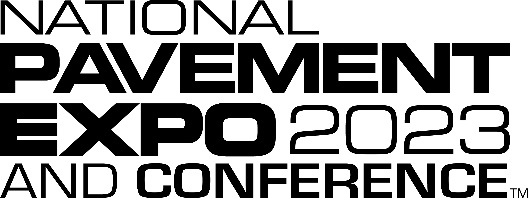 NATIONAL
PAVEMENT
EXPO 2023
AND CONFERENCE™